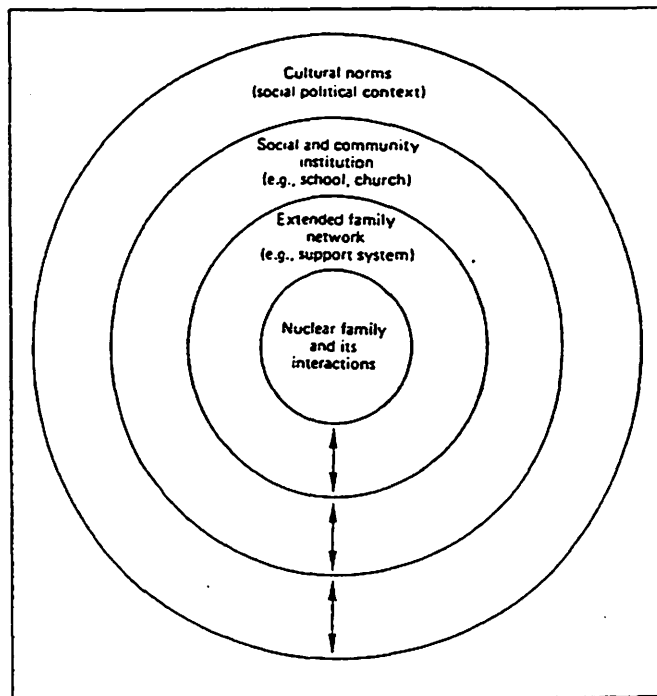 Cultural norms
(social political context)
Social and community
institution
(e.g., school, church)
Extended family
network
(e.g., support system)
Nuclear family
and its
interactions